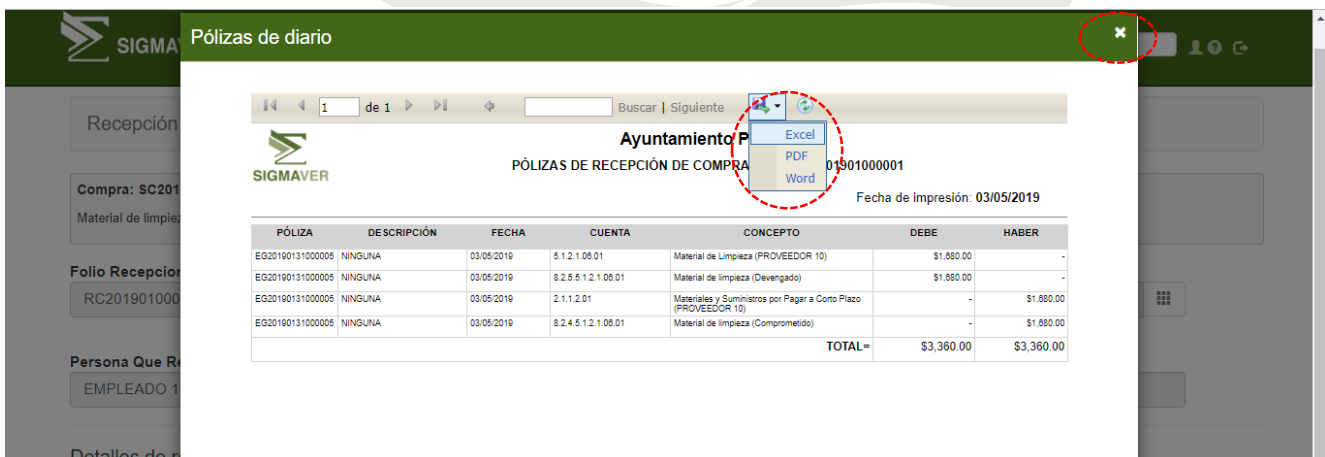 SIGMA
Pólizas de diario
1 de 1 Buscar | Siguiente
Excel
PDF
Word
SIGMAVER
Ayuntamiento P
PÓLIZAS DE RECEPCIÓN DE COMPRA 01901000001
Fecha de impresión: 03/05/2019
PÓLIZA DESCRIPCIÓN FECHA CUENTA CONCEPTO DEBE HABER
EG20190131000005 NINGUNA 03/05/2019 5.1.2.1.06.01 Material de Limpieza (PROVEEDOR 10) $1,680.00 -
EG20190131000005 NINGUNA 03/05/2019 8.2.5.5.1.2.1.06.01 Material de limpieza (Devengado) $1,680.00 -
EG20190131000005 NINGUNA 03/05/2019 2.1.1.2.01 Materiales y Suministros por Pagar a Corto Plazo (PROVEEDOR 10) - $1,680.00
EG20190131000005 NINGUNA 03/05/2019 8.2.4.5.1.2.1.06.01 Material de limpieza (Comprometido) - $1,680.00
TOTAL= $3,360.00 $3,360.00
Recepción
Compra: SC201
Material de limpiez
Folio Recepcion
RC201901000
Persona Que Re
EMPLEADO 1
Detalles de r